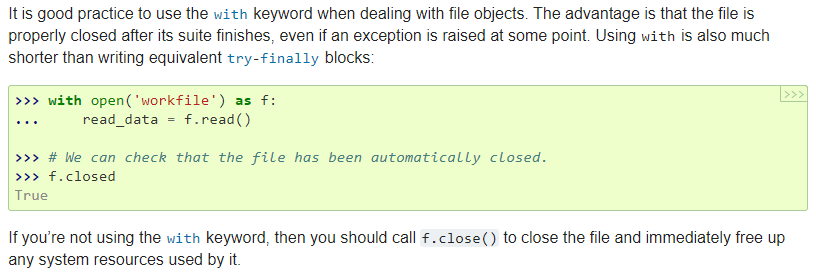 It is good practice to use the with keyword when dealing with file objects. The advantage is that the file is
properly closed after its suite finishes, even if an exception is raised at some point. Using with is also much
shorter than writing equivalent try-finally blocks:
>>> with open('workfile') as f:
...     read_data = f.read()
>>>
>>> # We can check that the file has been automatically closed.
>>> f.closed
True
If you’re not using the with keyword, then you should call f.close() to close the file and immediately free up
any system resources used by it.